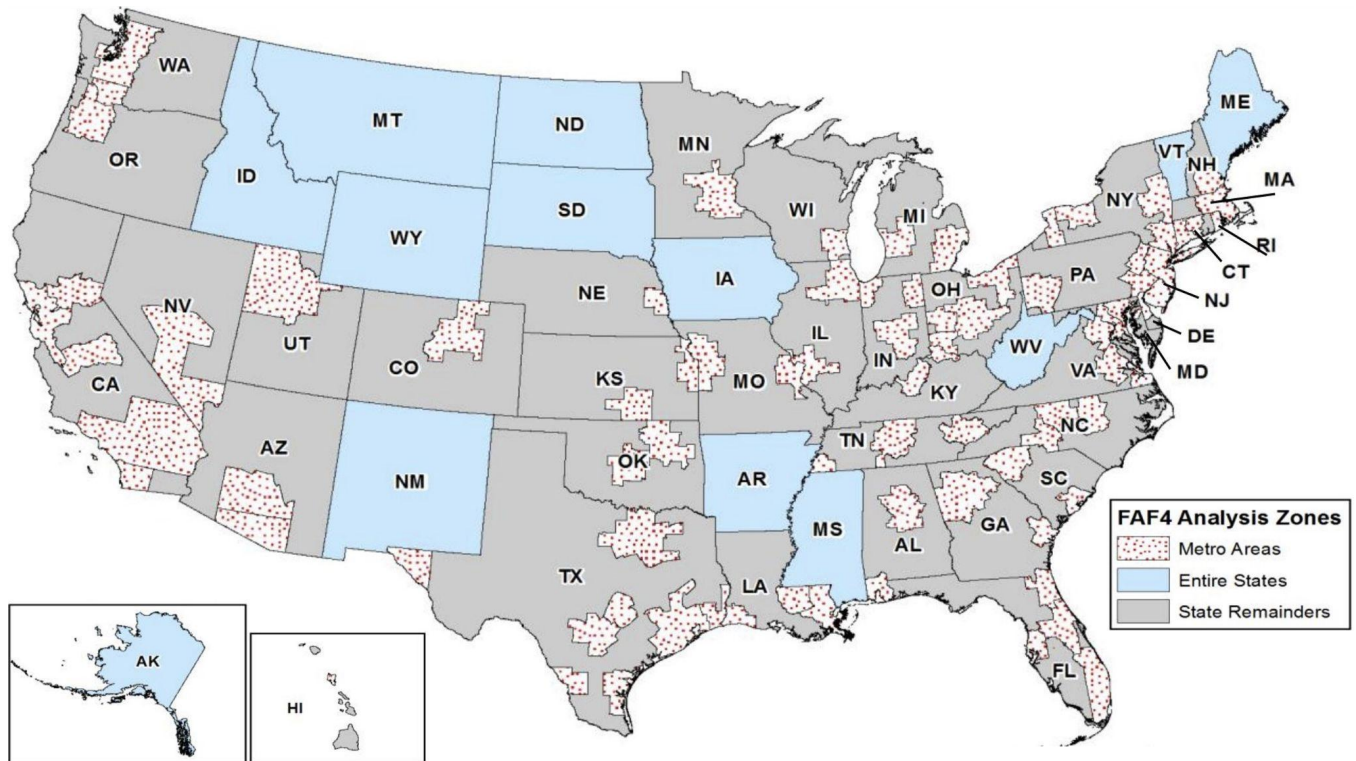 WA
MT
ND
MN
ME
VT
NH
MA
OR
ID
SD
WI
MI
NY
WY
RI
CT
IA
PA
NE
NJ
OH
NV
UT
IL
IN
DE
CO
WV
CA
KS
MO
KY
VA
MD
AZ
NM
OK
TN
NC
AR
SC
MS
AL
GA
TX
LA
FL
FAF4 Analysis Zones
Metro Areas
Entire States
State Remainders
AK
HI